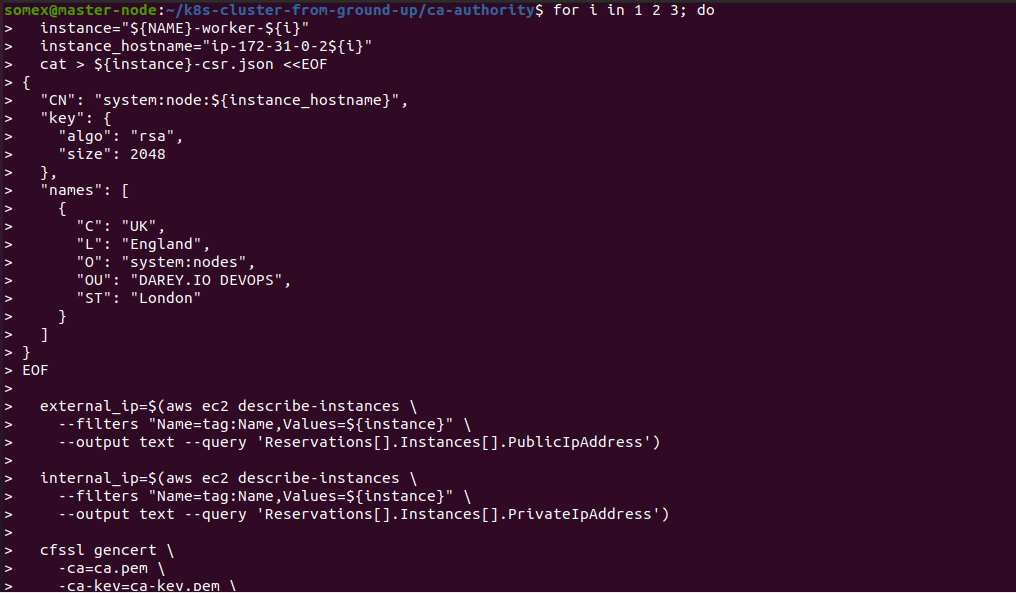 somex@master-node:~/k8s-cluster-from-ground-up/ca-authority$ for i in 1 2 3; do
>   instance="${NAME}-worker-${i}"
>   instance_hostname="ip-172-31-0-2${i}"
>   cat > ${instance}-csr.json <<EOF
> {
>   "CN": "system:node:${instance_hostname}",
>   "key": {
>     "algo": "rsa",
>     "size": 2048
>   },
>   "names": [
>     {
>       "C": "UK",
>       "L": "England",
>       "O": "system:nodes",
>       "OU": "DAREY.IO DEVOPS",
>       "ST": "London"
>     }
>   ]
> }
> EOF
>
>   external_ip=$(aws ec2 describe-instances \
>     --filters "Name=tag:Name,Values=${instance}" \
>     --output text --query 'Reservations[].Instances[].PublicIpAddress')
>
>   internal_ip=$(aws ec2 describe-instances \
>     --filters "Name=tag:Name,Values=${instance}" \
>     --output text --query 'Reservations[].Instances[].PrivateIpAddress')
>
>   cfssl gencert \
>     -ca=ca.pem \
>     -ca-key=ca-key.pem \